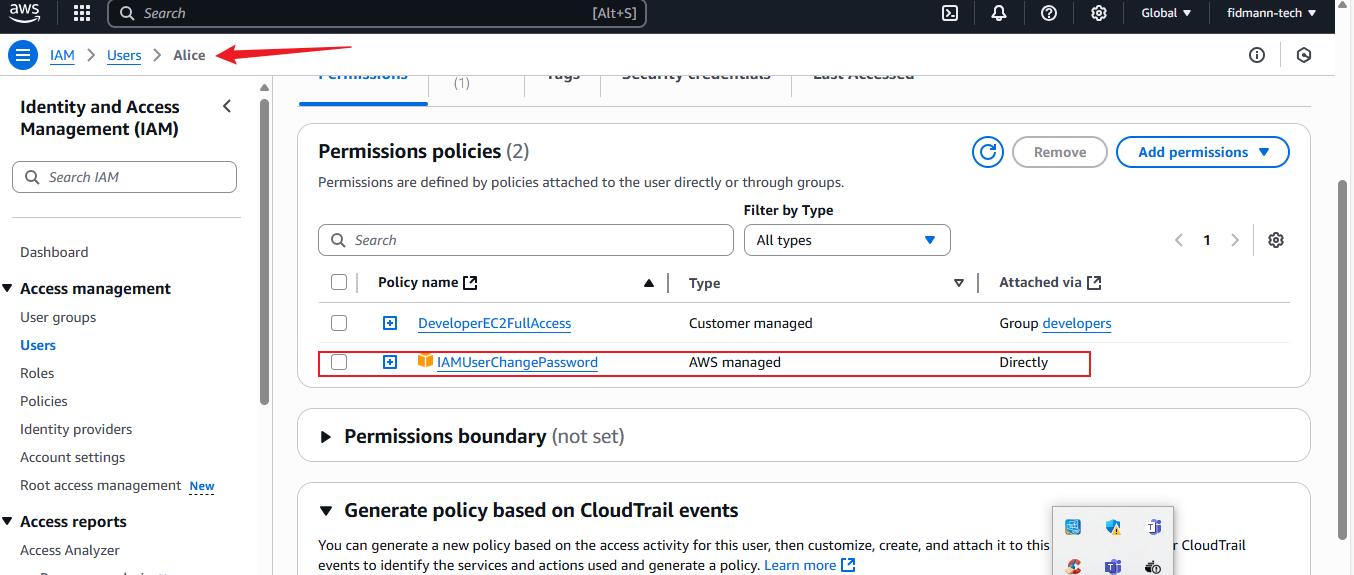 aws
Search
[Alt+S]
Global
fidmann-tech
IAM
Users
Alice
Identity and Access
Management (IAM)
Search IAM
Dashboard
Access management
User groups
Users
Roles
Policies
Identity providers
Account settings
Root access management New
Access reports
Access Analyzer
Permissions
(1)
Tags
Security credentials
Last Accessed
Permissions policies (2)
Remove
Add permissions
Permissions are defined by policies attached to the user directly or through groups.
Filter by Type
Search
All types
1
Policy name
Type
Attached via
DeveloperEC2FullAccess
Customer managed
Group developers
IAMUserChangePassword
AWS managed
Directly
Permissions boundary (not set)
Generate policy based on CloudTrail events
You can generate a new policy based on the access activity for this user, then customize, create, and attach it to this CloudTrail
events to identify the services and actions used and generate a policy. Learn more